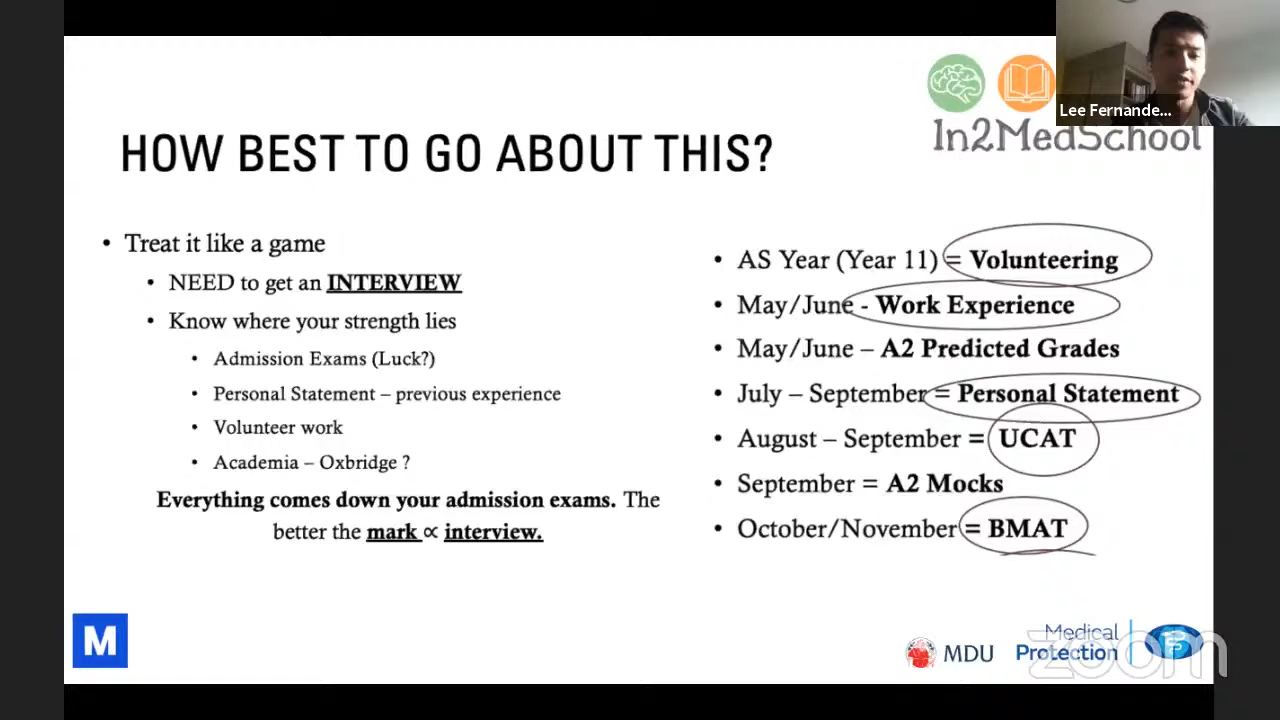 Lee Fernande...
In2MedSchool
HOW BEST TO GO ABOUT THIS?
• Treat it like a game
• NEED to get an INTERVIEW
• Know where your strength lies
• Admission Exams (Luck?)
• Personal Statement – previous experience
• Volunteer work
• Academia – Oxbridge ?
Everything comes down your admission exams. The
better the mark ∝ interview.
• AS Year (Year 11) = Volunteering
• May/June - Work Experience
• May/June – A2 Predicted Grades
• July – September = Personal Statement
• August – September = UCAT
• September = A2 Mocks
• October/November = BMAT
M
MDU
Medical
Protection
zoom